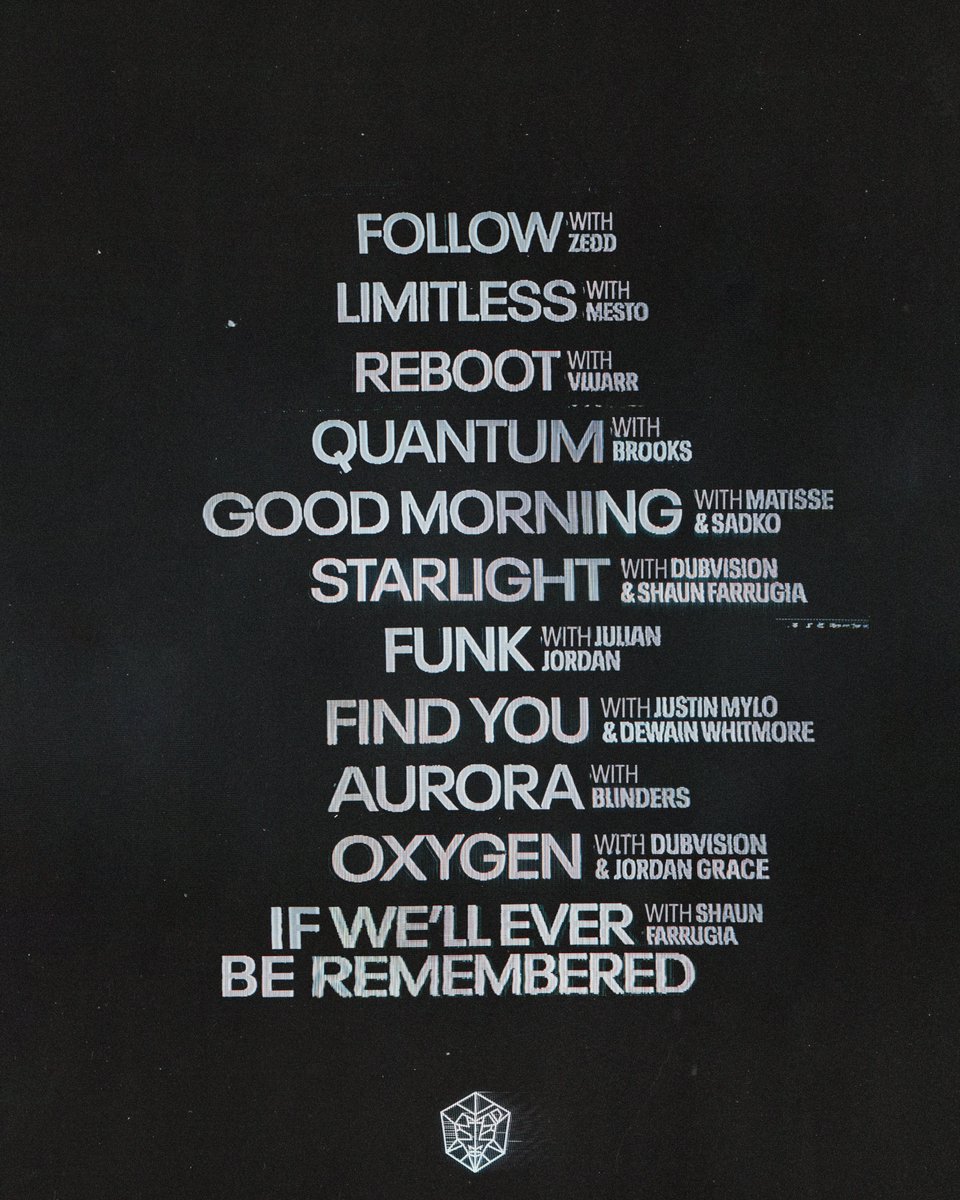 FOLLOW WITH ZEDD
LIMITLESS WITH MESTO
REBOOT WITH VLUARR
QUANTUM WITH BROOKS
GOOD MORNING WITH MATISSE & SADKO
STARLIGHT WITH DUBVISION & SHAUN FARRUGIA
FUNK WITH JULIAN JORDAN
FIND YOU WITH JUSTIN MYLO & DEWAIN WHITMORE
AURORA WITH BLINDERS
OXYGEN WITH DUBVISION & JORDAN GRACE
IF WE'LL EVER WITH SHAUN FARRUGIA
BE REMEMBERED